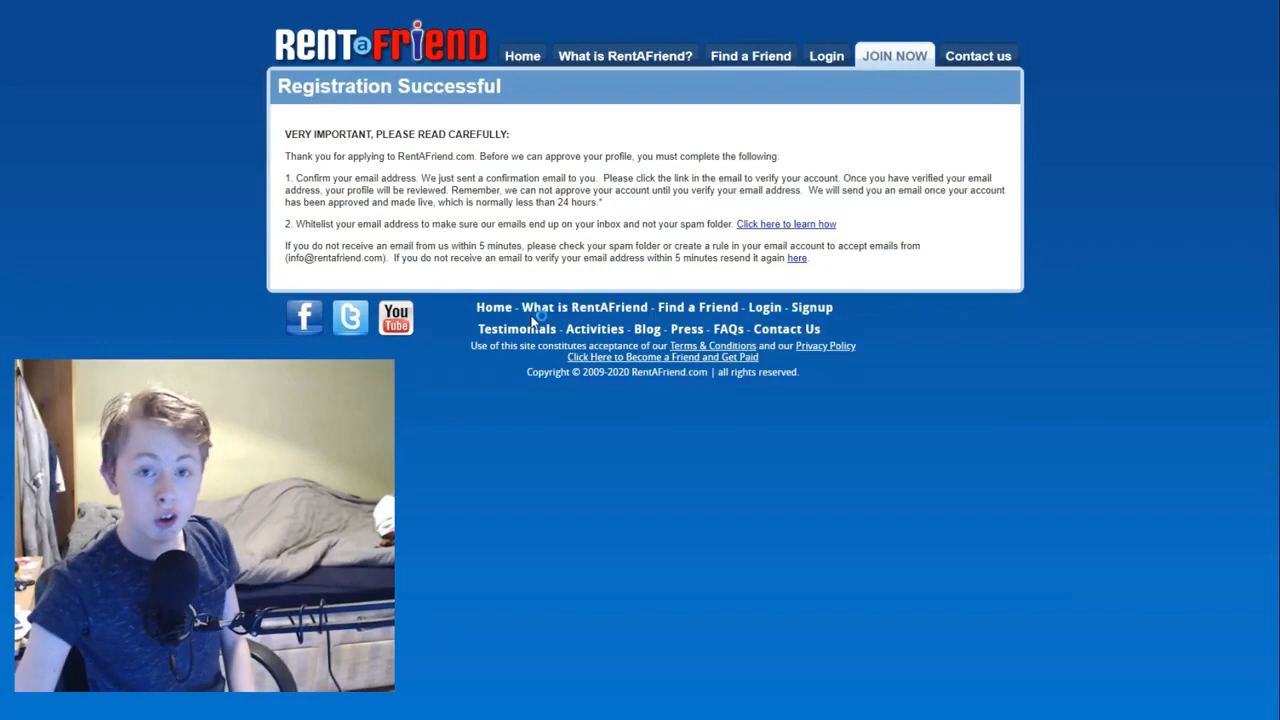 RENT a FRIEND
Home What is RentAFriend? Find a Friend Login JOIN NOW Contact us
Registration Successful
VERY IMPORTANT, PLEASE READ CAREFULLY:
Thank you for applying to RentAFriend.com. Before we can approve your profile, you must complete the following:
1. Confirm your email address. We just sent a confirmation email to you. Please click the link in the email to verify your account. Once you have verified your email
address, your profile will be reviewed. Remember, we can not approve your account until you verify your email address. We will send you an email once your account
has been approved and made live, which is normally less than 24 hours.*
2. Whitelist your email address to make sure our emails end up on your inbox and not your spam folder. Click here to learn how
If you do not receive an email from us within 5 minutes, please check your spam folder or create a rule in your email account to accept emails from
(info@rentafriend.com). If you do not receive an email to verify your email address within 5 minutes resend it again here.
f t You Tube
Home - What is RentAFriend - Find a Friend - Login - Signup
Testimonials - Activities - Blog - Press - FAQs - Contact Us
Use of this site constitutes acceptance of our Terms & Conditions and our Privacy Policy
Click Here to Become a Friend and Get Paid
Copyright © 2009-2020 RentAFriend.com | all rights reserved.